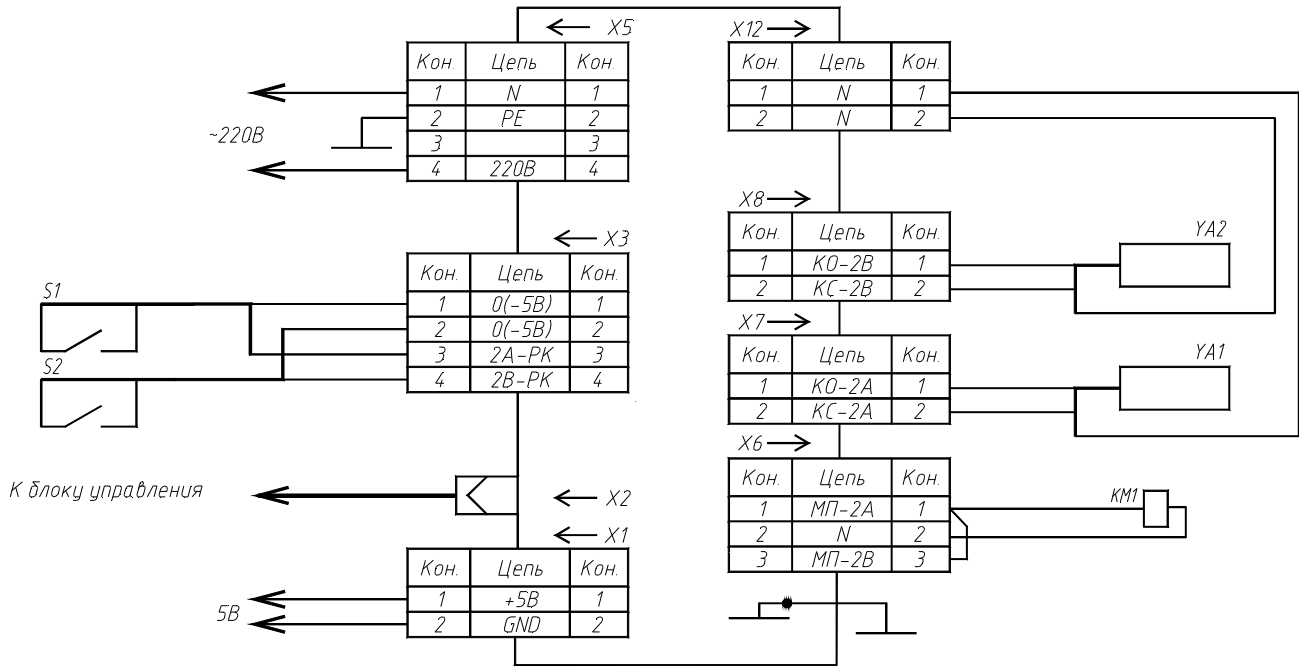 X5
Кон. Цепь Кон.
1 N 1
2 PE 2
3 3
4 220В 4
~220В
X3
Кон. Цепь Кон.
1 0(-5В) 1
2 0(-5В) 2
3 2А-РК 3
4 2В-РК 4
S1
S2
К блоку управления
X2
X1
Кон. Цепь Кон.
1 +5В 1
2 GND 2
5В
X12
Кон. Цепь Кон.
1 N 1
2 N 2
X8
Кон. Цепь Кон.
1 КО-2В 1
2 КС-2В 2
YA2
X7
Кон. Цепь Кон.
1 КО-2А 1
2 КС-2А 2
YA1
X6
Кон. Цепь Кон.
1 МП-2А 1
2 N 2
3 МП-2В 3
КМ1